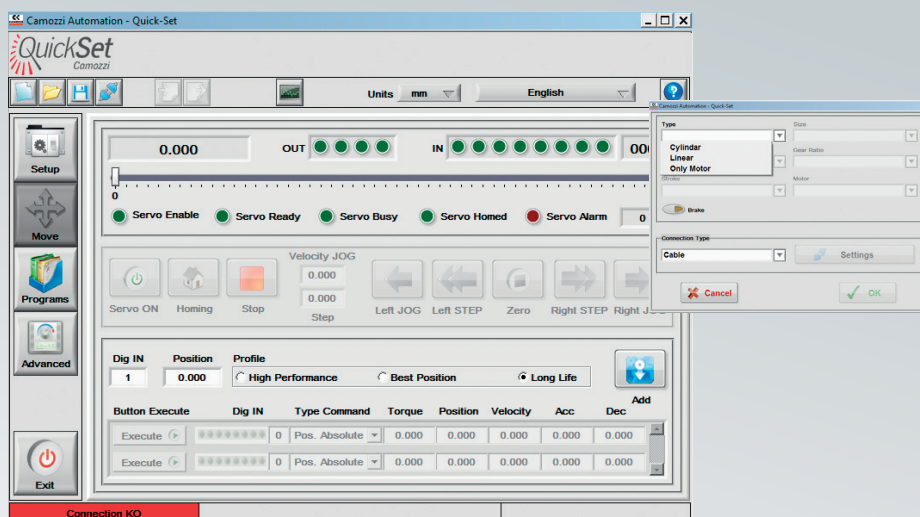 Camozzi Automation - Quick-Set
QuickSet
Camozzi
Units mm English
Setup
Move
Programs
Advanced
Exit
0.000 OUT IN 00
0
Servo Enable Servo Ready Servo Busy Servo Homed Servo Alarm 0
Velocity JOG
0.000
0.000
Step
Servo ON Homing Stop Left JOG Left STEP Zero Right STEP Right J
Dig IN Position Profile
1 0.000 High Performance Best Position Long Life
Add
Button Execute Dig IN Type Command Torque Position Velocity Acc Dec
Execute 0 Pos. Absolute 0.000 0.000 0.000 0.000 0.000
Execute 0 Pos. Absolute 0.000 0.000 0.000 0.000 0.000
Connection KO
Camozzi Automation - Quick-Set
Type Size
Cylindar
Linear
Only Motor
Gear Ratio
Stroke Motor
Brake
Connection Type
Cable Settings
Cancel OK